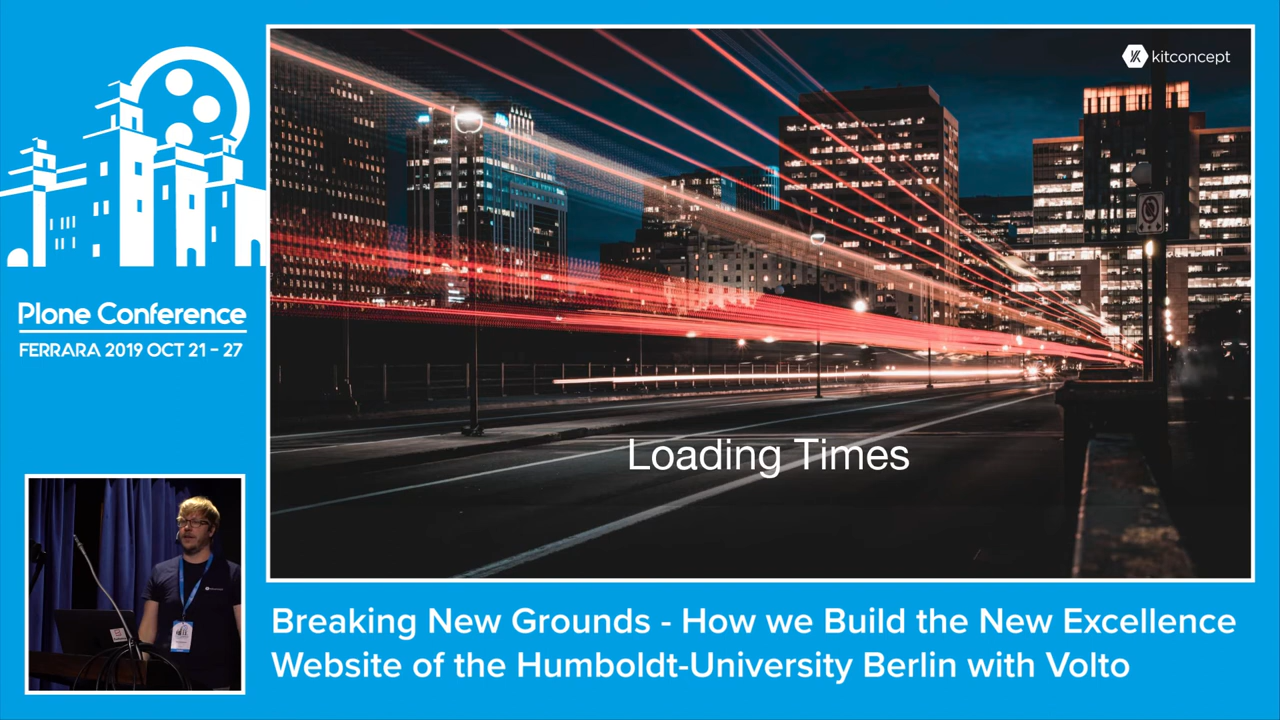 kitconcept
Loading Times
Plone Conference
FERRARA 2019 OCT 21 - 27
Breaking New Grounds - How we Build the New Excellence
Website of the Humboldt-University Berlin with Volto